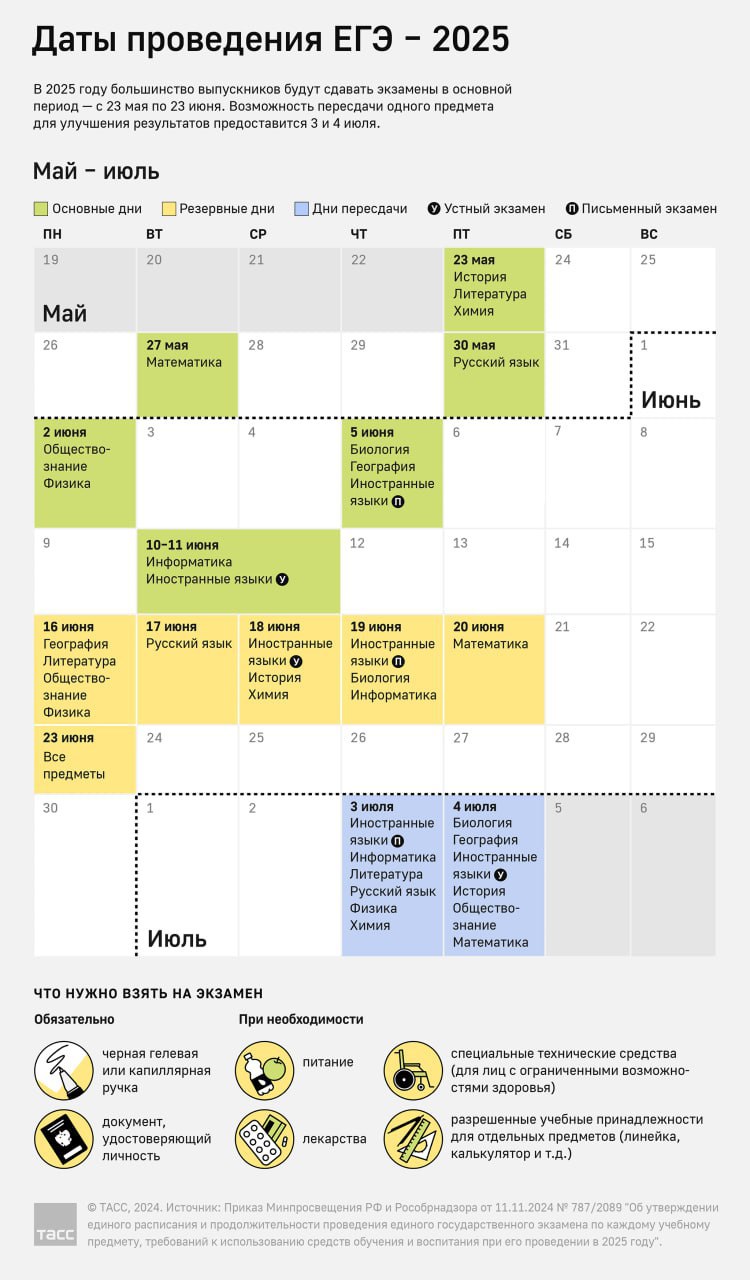 Даты проведения ЕГЭ – 2025
В 2025 году большинство выпускников будут сдавать экзамены в основной
период — с 23 мая по 23 июня. Возможность пересдачи одного предмета
для улучшения результатов предоставится 3 и 4 июля.
Май – июль
Основные дни Резервные дни Дни пересдачи У Устный экзамен П Письменный экзамен
ПН ВТ СР ЧТ ПТ СБ ВС
19
Май
20
21
22
23 мая
История
Литература
Химия
24
25
26
27 мая
Математика
28
29
30 мая
Русский язык
31
1
Июнь
2 июня
Общество-
знание
Физика
3
4
5 июня
Биология
География
Иностранные
языки П
6
7
8
9
10–11 июня
Информатика
Иностранные языки У
12
13
14
15
16 июня
География
Литература
Общество-
знание
Физика
17 июня
Русский язык
18 июня
Иностранные
языки У
История
Химия
19 июня
Иностранные
языки П
Биология
Информатика
20 июня
Математика
21
22
23 июня
Все
предметы
24
25
26
27
28
29
30
1
Июль
2
3 июля
Иностранные
языки П
Информатика
Литература
Русский язык
Физика
Химия
4 июля
Биология
География
Иностранные
языки У
История
Общество-
знание
Математика
5
6
ЧТО НУЖНО ВЗЯТЬ НА ЭКЗАМЕН
Обязательно
черная гелевая
или капиллярная
ручка
документ,
удостоверяющий
личность
При необходимости
питание
лекарства
специальные технические средства
(для лиц с ограниченными возможно-
стями здоровья)
разрешенные учебные принадлежности
для отдельных предметов (линейка,
калькулятор и т.д.)
ТАСС
© ТАСС, 2024. Источник: Приказ Минпросвещения РФ и Рособрнадзора от 11.11.2024 № 787/2089 "Об утверждении
единого расписания и продолжительности проведения единого государственного экзамена по каждому учебному
предмету, требований к использованию средств обучения и воспитания при его проведении в 2025 году".